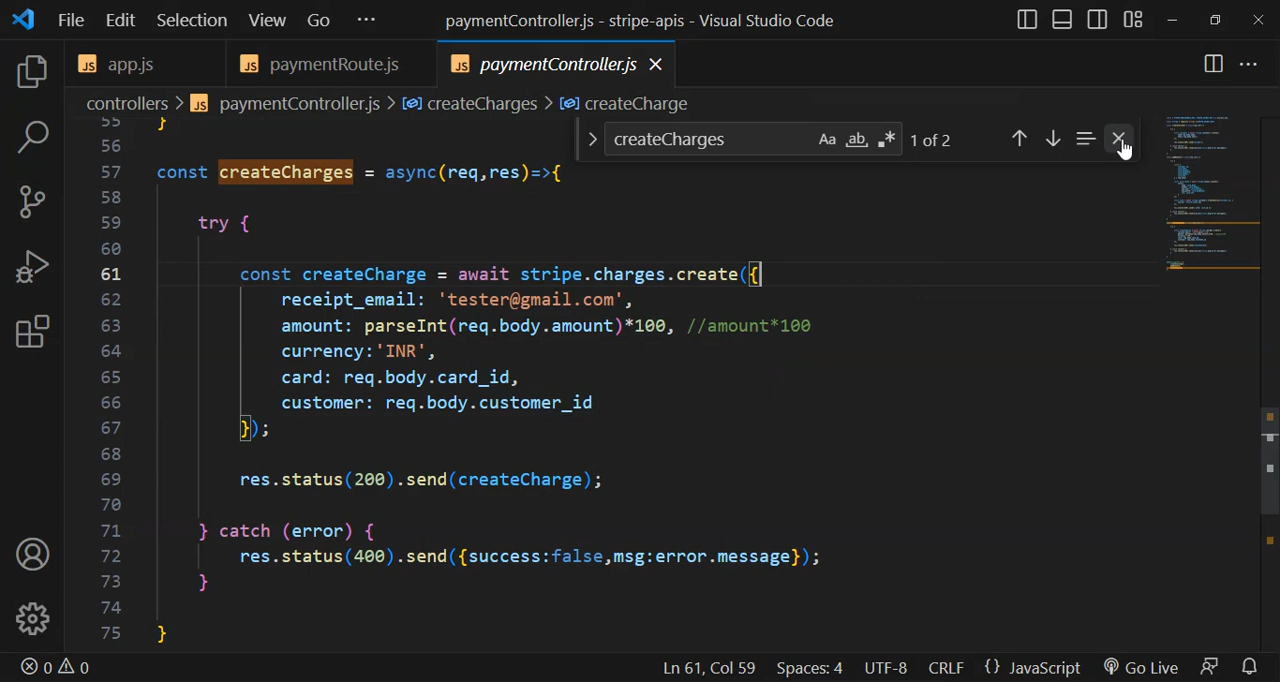 File Edit Selection View Go ··· paymentController.js - stripe-apis - Visual Studio Code
JS app.js JS paymentRoute.js JS paymentController.js
controllers > JS paymentController.js > createCharges > createCharge
createCharges Aa ab .* 1 of 2
55 }
56
57 const createCharges = async(req,res)=>{
58
59 try {
60
61 const createCharge = await stripe.charges.create({
62 receipt_email: 'tester@gmail.com',
63 amount: parseInt(req.body.amount)*100, //amount*100
64 currency:'INR',
65 card: req.body.card_id,
66 customer: req.body.customer_id
67 });
68
69 res.status(200).send(createCharge);
70
71 } catch (error) {
72 res.status(400).send({success:false,msg:error.message});
73 }
74
75 }
0 0 Ln 61, Col 59 Spaces: 4 UTF-8 CRLF {} JavaScript Go Live